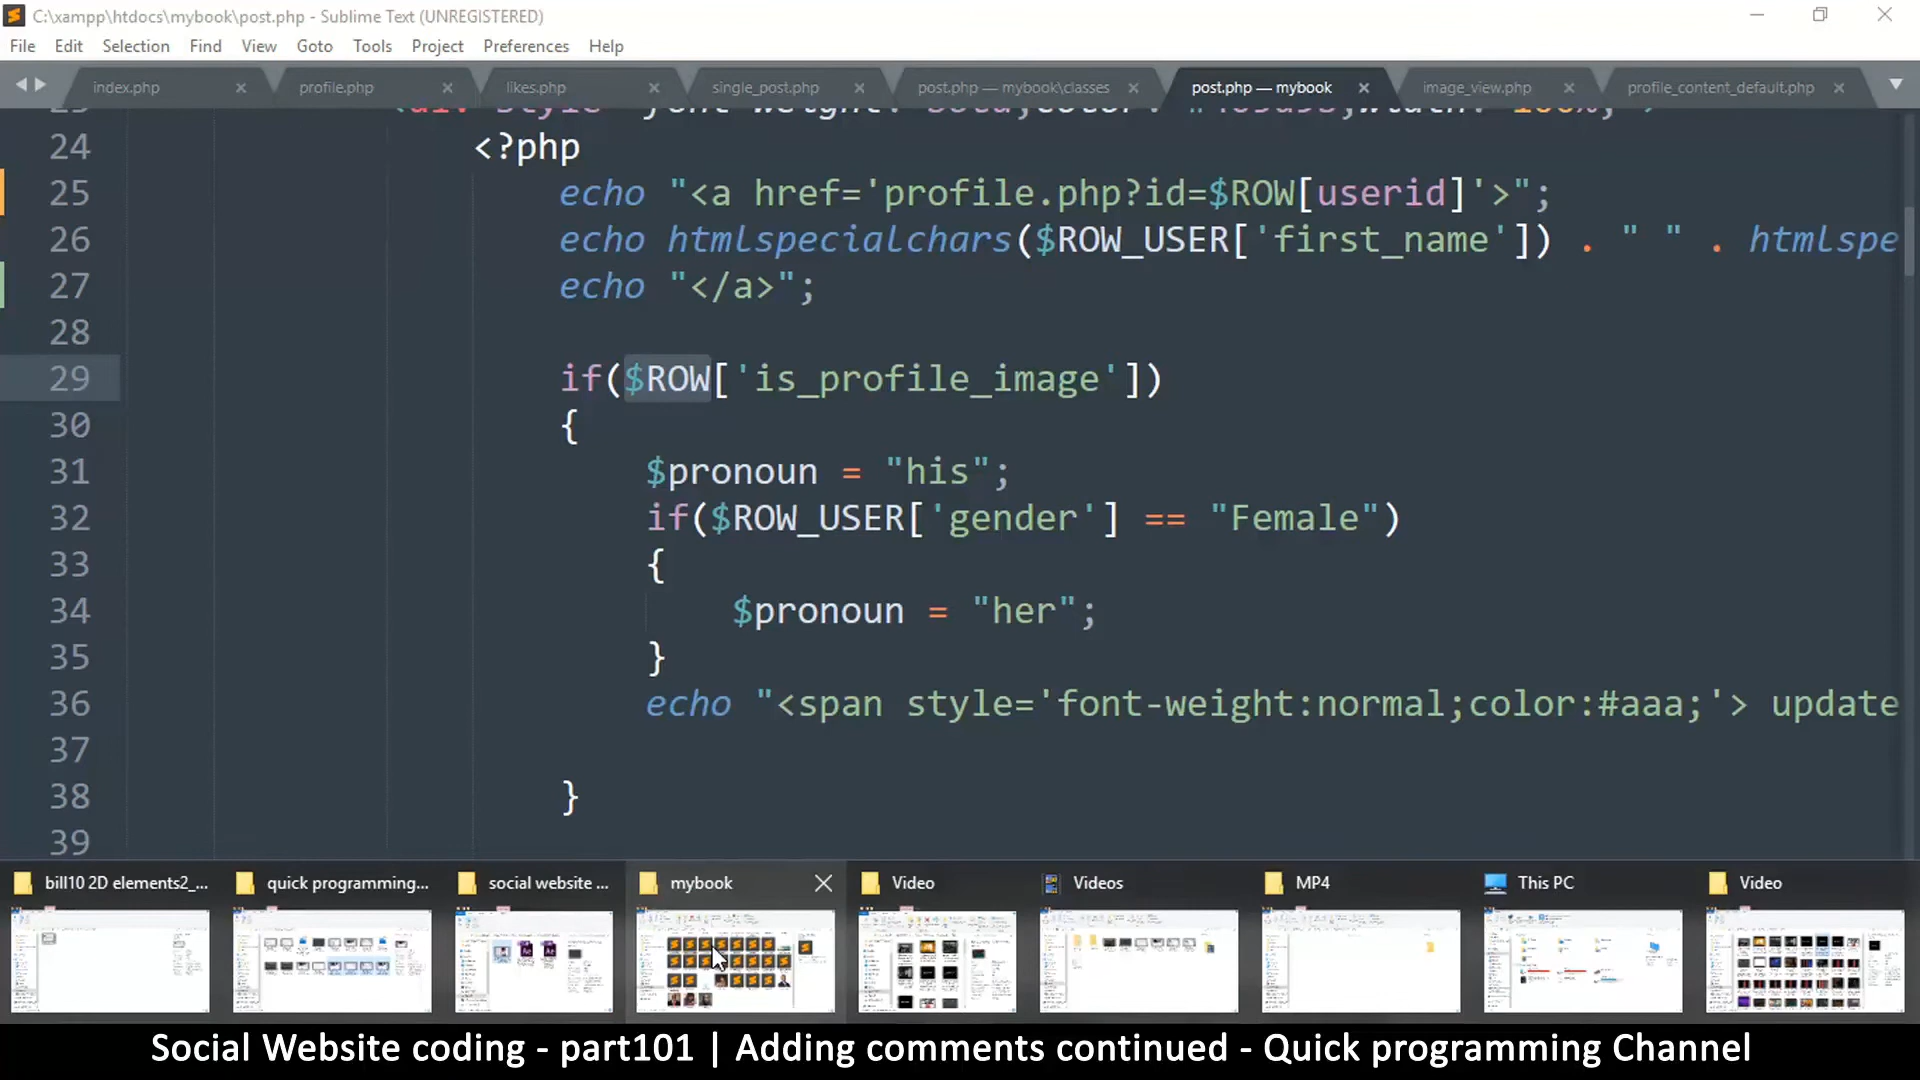 C:\xampp\htdocs\mybook\post.php - Sublime Text (UNREGISTERED)
File Edit Selection Find View Goto Tools Project Preferences Help
index.php profile.php likes.php single_post.php post.php — mybook\classes post.php — mybook image_view.php profile_content_default.php
24 <?php
25 echo "<a href='profile.php?id=$ROW[userid]'>";
26 echo htmlspecialchars($ROW_USER['first_name']) . " " . htmlspe
27 echo "</a>";
28
29 if($ROW['is_profile_image'])
30 {
31 $pronoun = "his";
32 if($ROW_USER['gender'] == "Female")
33 {
34 $pronoun = "her";
35 }
36 echo "<span style='font-weight:normal;color:#aaa;'> update
37
38 }
39
bill10 2D elements2_... quick programming... social website ... mybook Video Videos MP4 This PC Video
Social Website coding - part101 | Adding comments continued - Quick programming Channel